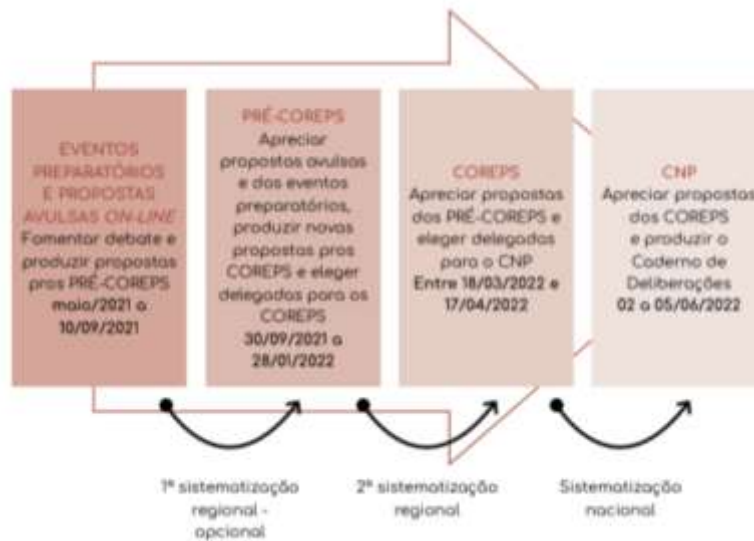 EVENTOS
PREPARATÓRIOS
E PROPOSTAS
AVULSAS ON-LINE
Fomentar debate e
produzir propostas
pros PRÉ-COREPS
maio/2021 a
10/09/2021
PRÉ-COREPS
Apreciar
propostas avulsas
e dos eventos
preparatórios,
produzir novas
propostas pros
COREPS e eleger
delegadas para os
COREPS
30/09/2021 a
28/01/2022
COREPS
Apreciar propostas
dos PRÉ-COREPS e
eleger delegadas
para o CNP
Entre 18/03/2022 e
17/04/2022
CNP
Apreciar propostas
dos COREPS
e produzir o
Caderno de
Deliberações
02 a 05/06/2022
1ª sistematização
regional -
opcional
2ª sistematização
regional
Sistematização
nacional